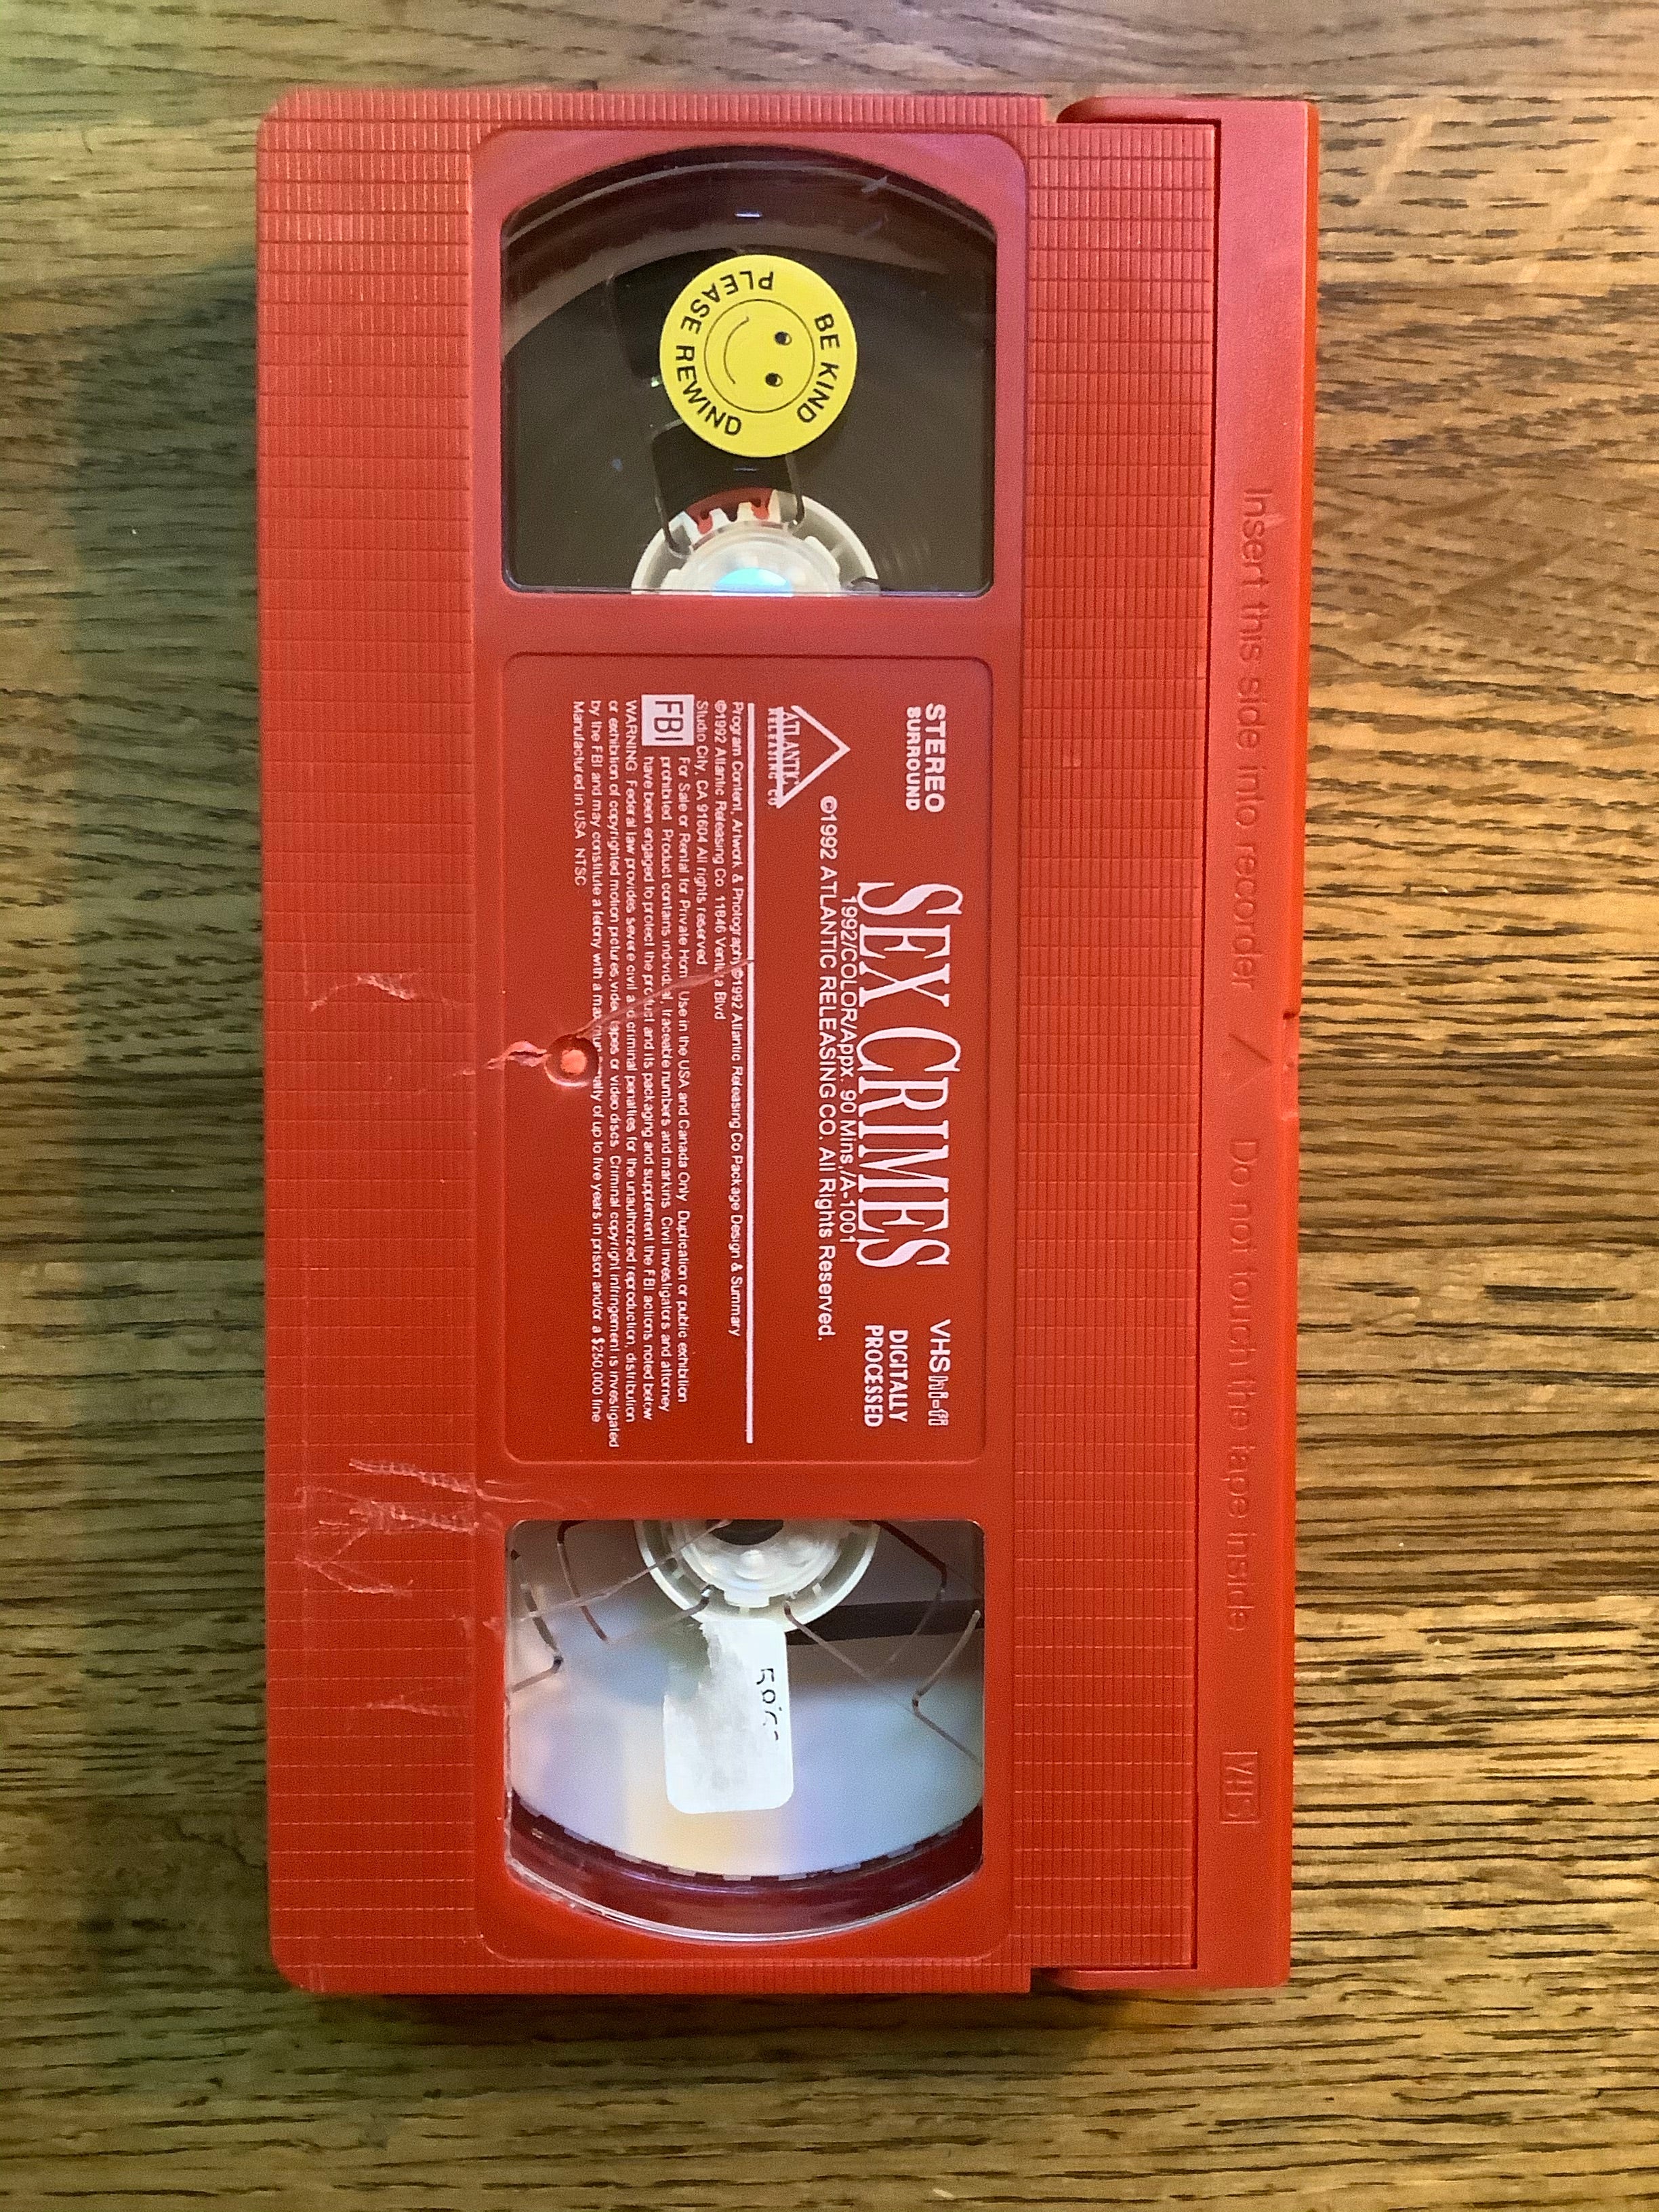 Insert this side into recorder / Do not touch the tape inside
VHS
BE KIND
PLEASE REWIND
STEREO
SURROUND
SEX CRIMES
1992/COLOR/Appx. 90 Mins./A-1001
©1992 ATLANTIC RELEASING CO. All Rights Reserved.
VHS hi-fi
DIGITALLY
PROCESSED
ATLANTIC
RELEASING CO
Program Content, Artwork & Photography ©1992 Atlantic Releasing Co Package Design & Summary
©1992 Atlantic Releasing Co 11846 Ventura Blvd
Studio City, CA 91604 All rights reserved
FBI
For Sale or Rental for Private Home Use in the USA and Canada Only Duplication or public exhibition
prohibited Product contains individual, traceable numbers and markins Civil investigators and attorney
have been engaged to protect the product and its packaging and supplement the FBI actions noted below
WARNING Federal law provides severe civil and criminal penalties for the unauthorized reproduction, distribution
or exhibition of copyrighted motion pictures, video tapes or video discs Criminal copyright infringement is investigated
by the FBI and may constitute a felony with a maximum penalty of up to five years in prison and/or a $250,000 fine
Manufactured in USA NTSC